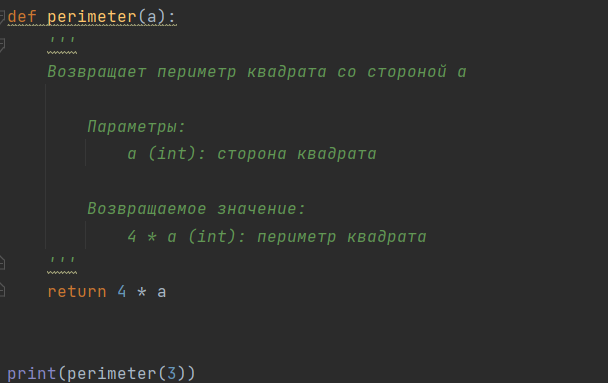 def perimeter(a):
'''
Возвращает периметр квадрата со стороной a
Параметры:
a (int): сторона квадрата
Возвращаемое значение:
4 * a (int): периметр квадрата
'''
return 4 * a
print(perimeter(3))